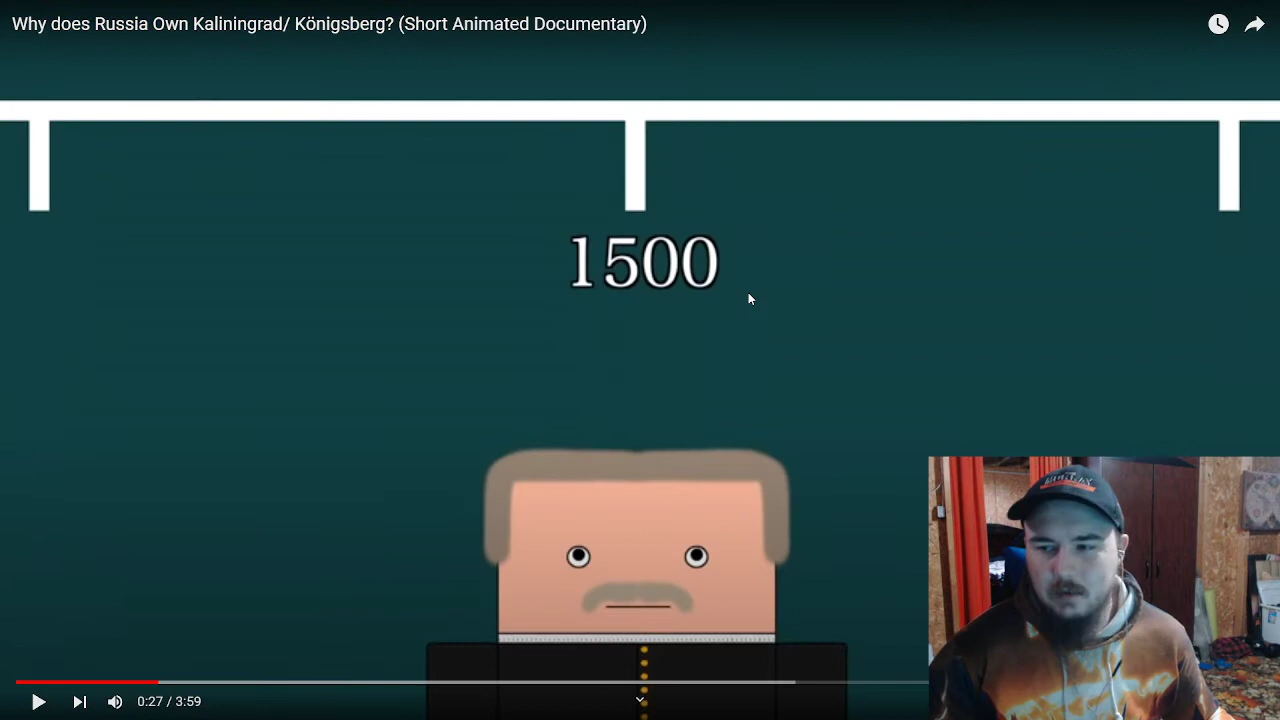 Why does Russia Own Kaliningrad/ Königsberg? (Short Animated Documentary)
1500
0:27 / 3:59